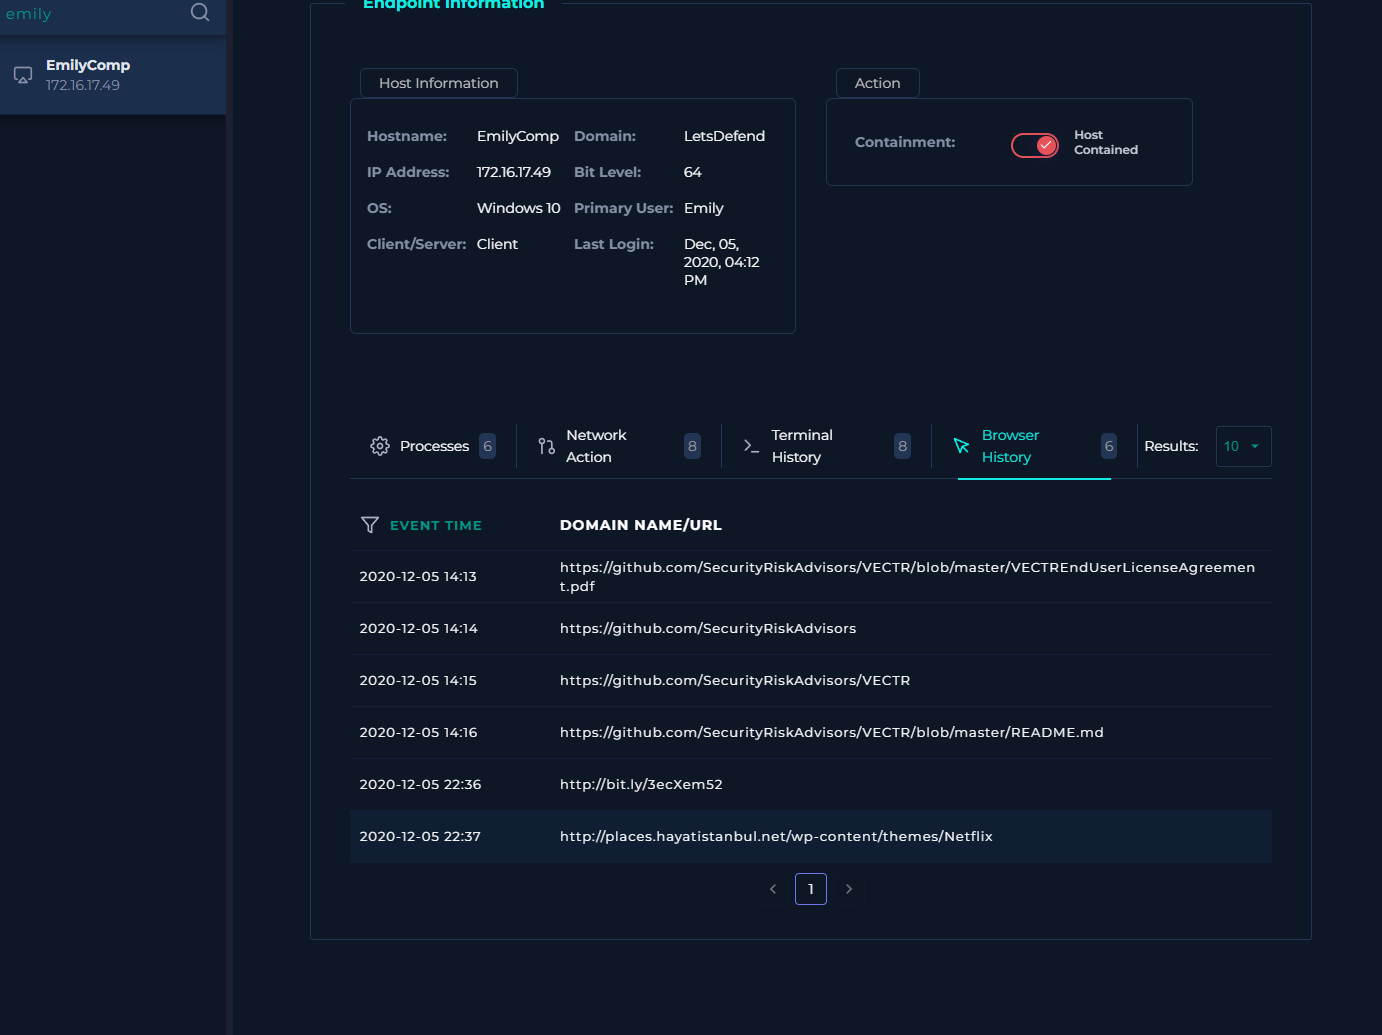 emily
EmilyComp
172.16.17.49
Endpoint Information
Host Information
Hostname: EmilyComp Domain: LetsDefend
IP Address: 172.16.17.49 Bit Level: 64
OS: Windows 10 Primary User: Emily
Client/Server: Client Last Login: Dec, 05,
2020, 04:12
PM
Action
Containment: Host
Contained
Processes 6
Network
Action 8
Terminal
History 8
Browser
History 6
Results: 10
EVENT TIME DOMAIN NAME/URL
2020-12-05 14:13 https://github.com/SecurityRiskAdvisors/VECTR/blob/master/VECTREndUserLicenseAgreemen
t.pdf
2020-12-05 14:14 https://github.com/SecurityRiskAdvisors
2020-12-05 14:15 https://github.com/SecurityRiskAdvisors/VECTR
2020-12-05 14:16 https://github.com/SecurityRiskAdvisors/VECTR/blob/master/README.md
2020-12-05 22:36 http://bit.ly/3ecXem52
2020-12-05 22:37 http://places.hayatistanbul.net/wp-content/themes/Netflix
1